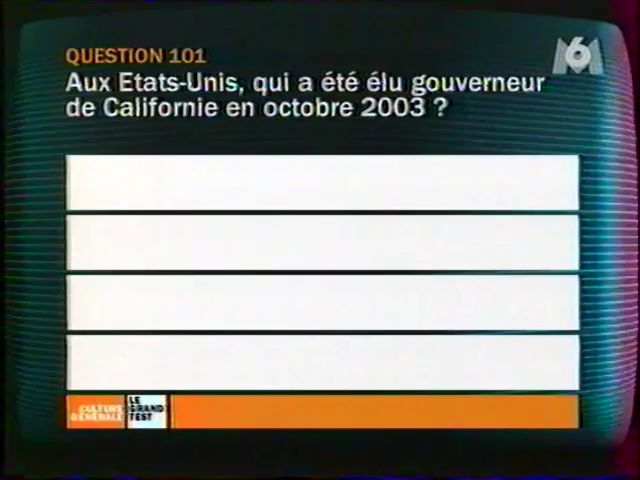 QUESTION 101
M6
Aux Etats-Unis, qui a été élu gouverneur
de Californie en octobre 2003 ?
CULTURE
GÉNÉRALE
LE
GRAND
TEST